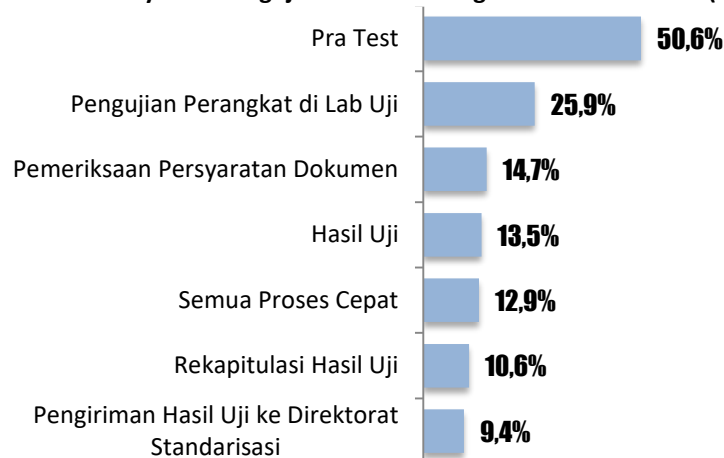 Pra Test 50,6%
Pengujian Perangkat di Lab Uji 25,9%
Pemeriksaan Persyaratan Dokumen 14,7%
Hasil Uji 13,5%
Semua Proses Cepat 12,9%
Rekapitulasi Hasil Uji 10,6%
Pengiriman Hasil Uji ke Direktorat
Standarisasi 9,4%